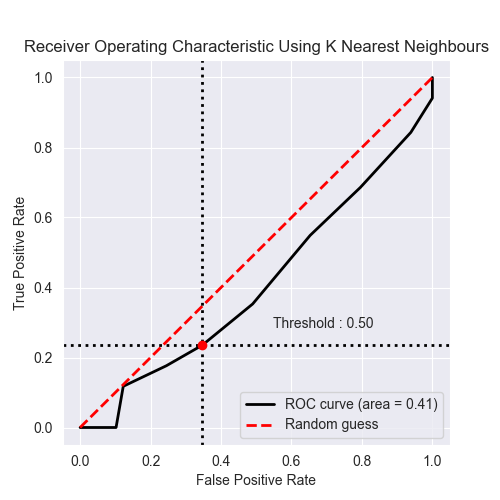 Receiver Operating Characteristic Using K Nearest Neighbours
1.0
0.8
0.6
0.4
0.2
0.0
True Positive Rate
Threshold : 0.50
ROC curve (area = 0.41)
Random guess
0.0 0.2 0.4 0.6 0.8 1.0
False Positive Rate